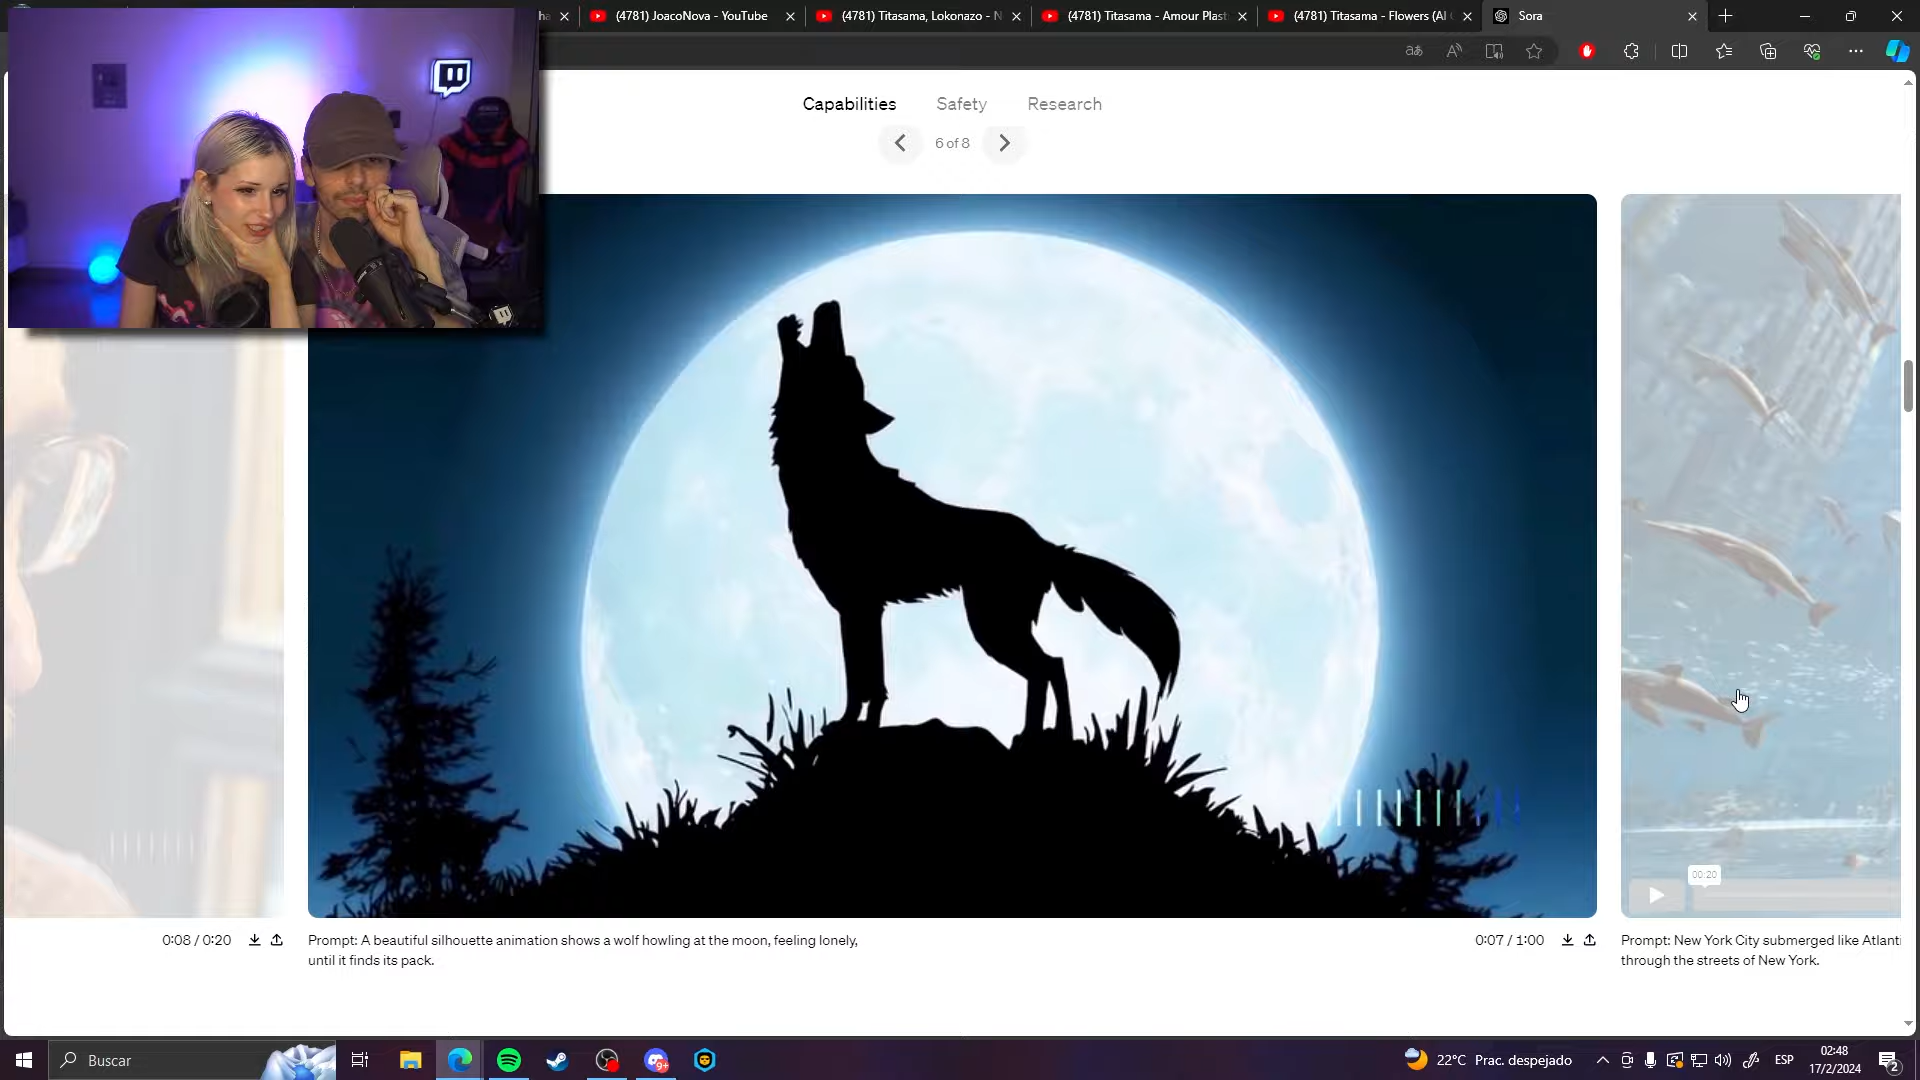 (4781) JoacoNova - YouTube
(4781) Titasama, Lokonazo - N
(4781) Titasama - Amour Plast
(4781) Titasama - Flowers (AI
Sora
Capabilities
Safety
Research
6 of 8
00:20
0:08 / 0:20
Prompt: A beautiful silhouette animation shows a wolf howling at the moon, feeling lonely,
until it finds its pack.
0:07 / 1:00
Prompt: New York City submerged like Atlanti
through the streets of New York.
Buscar
9+
22°C Prac. despejado
ESP
02:48
17/2/2024
2